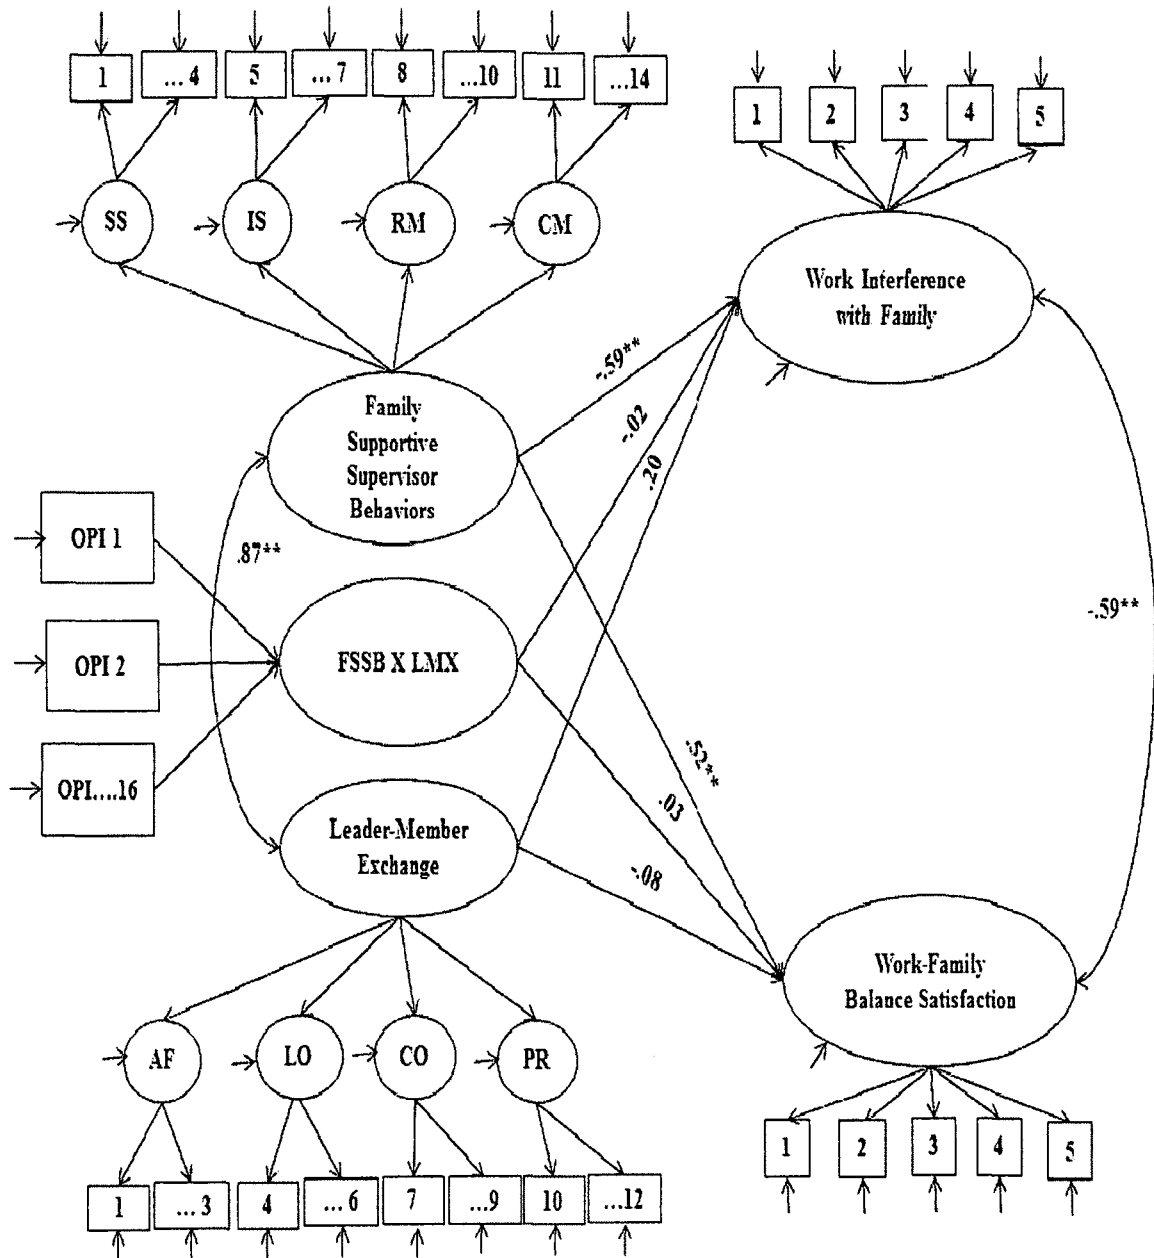 1 ...4 5 ...7 8 ...10 11 ...14
1 2 3 4 5
SS IS RM CM
Work Interference
with Family
-.59**
-.02
.20
Family
Supportive
Supervisor
Behaviors
OPI 1
.87**
-.59**
OPI 2
FSSB X LMX
-.52**
.03
OPI....16
Leader-Member
Exchange
-.08
Work-Family
Balance Satisfaction
AF LO CO PR
1 2 3 4 5
1 ...3 4 ...6 7 ...9 10 ...12